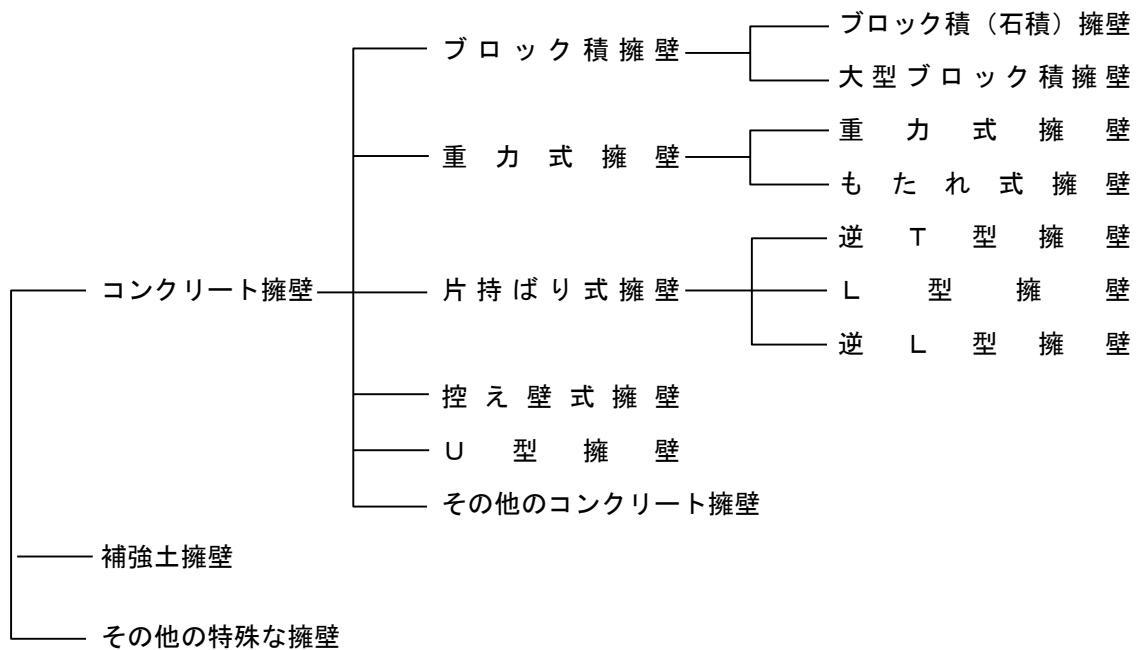 ブロック積擁壁
ブロック積（石積）擁壁
大型ブロック積擁壁
重力式擁壁
重力式擁壁
もたれ式擁壁
コンクリート擁壁
片持ばり式擁壁
逆Ｔ型擁壁
Ｌ型擁壁
逆Ｌ型擁壁
控え壁式擁壁
Ｕ型擁壁
その他のコンクリート擁壁
補強土擁壁
その他の特殊な擁壁